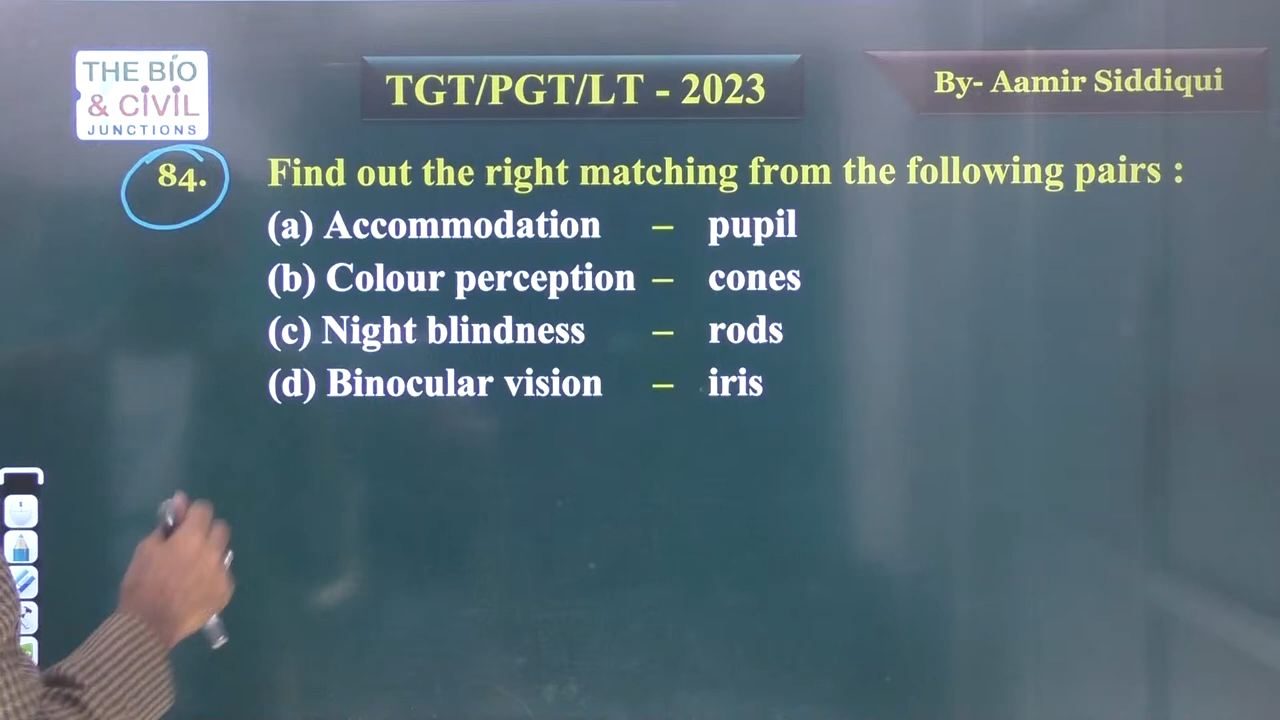 THE BIO
& CIVIL
JUNCTIONS
TGT/PGT/LT - 2023
By- Aamir Siddiqui
84. Find out the right matching from the following pairs :
(a) Accommodation – pupil
(b) Colour perception – cones
(c) Night blindness – rods
(d) Binocular vision – iris